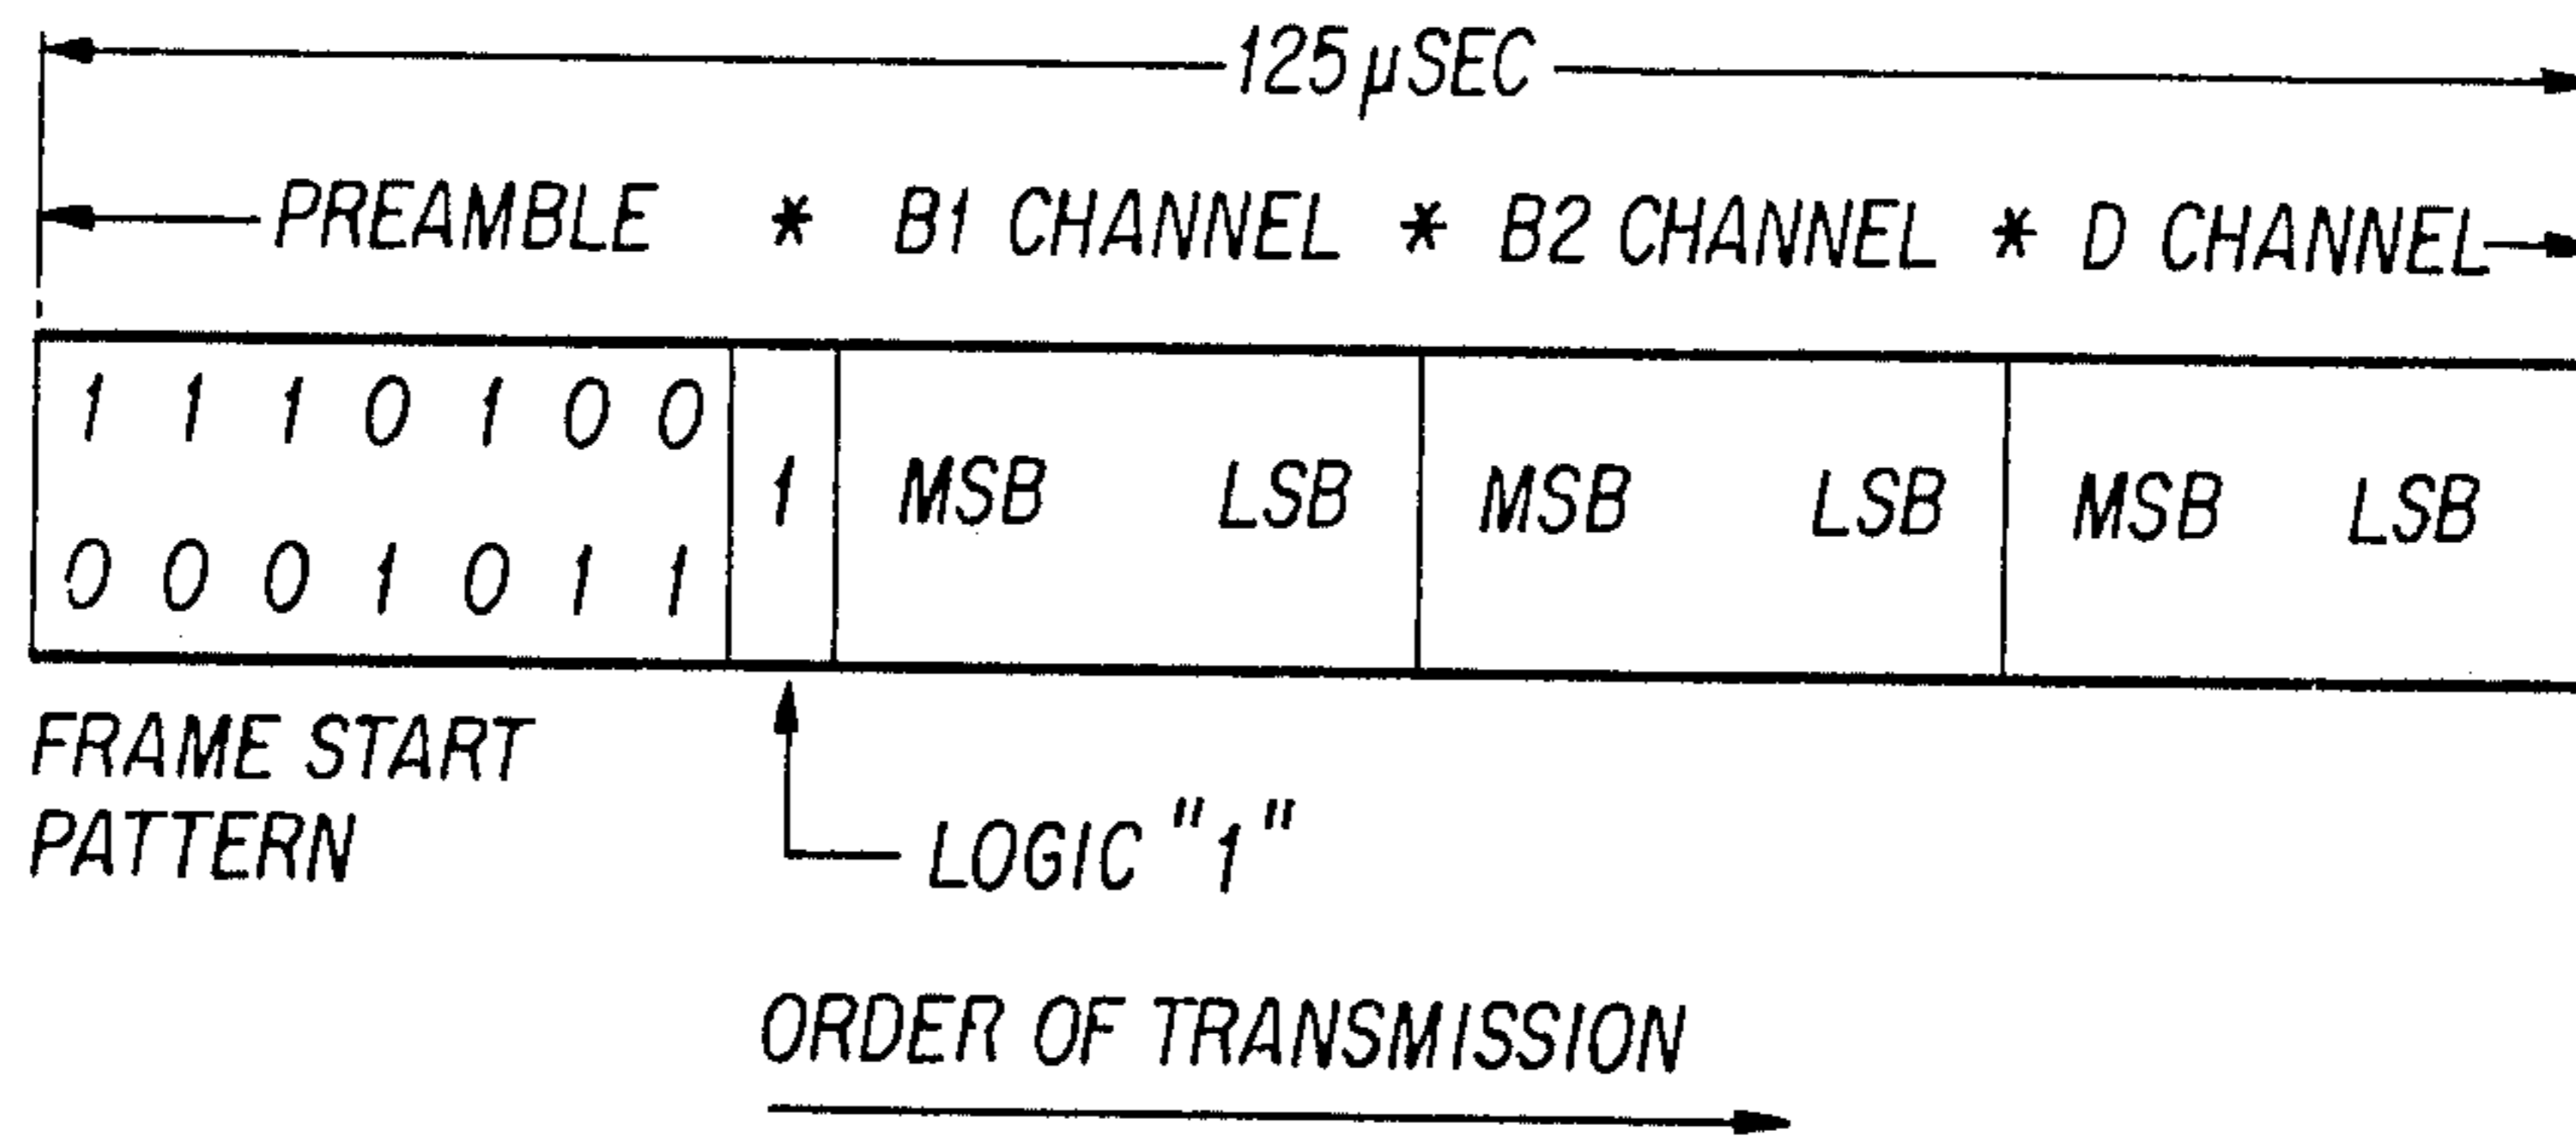 125 µSEC
PREAMBLE * B1 CHANNEL * B2 CHANNEL * D CHANNEL
1 1 1 0 1 0 0
1 MSB LSB MSB LSB MSB LSB
0 0 0 1 0 1 1
FRAME START
PATTERN
LOGIC "1"
ORDER OF TRANSMISSION